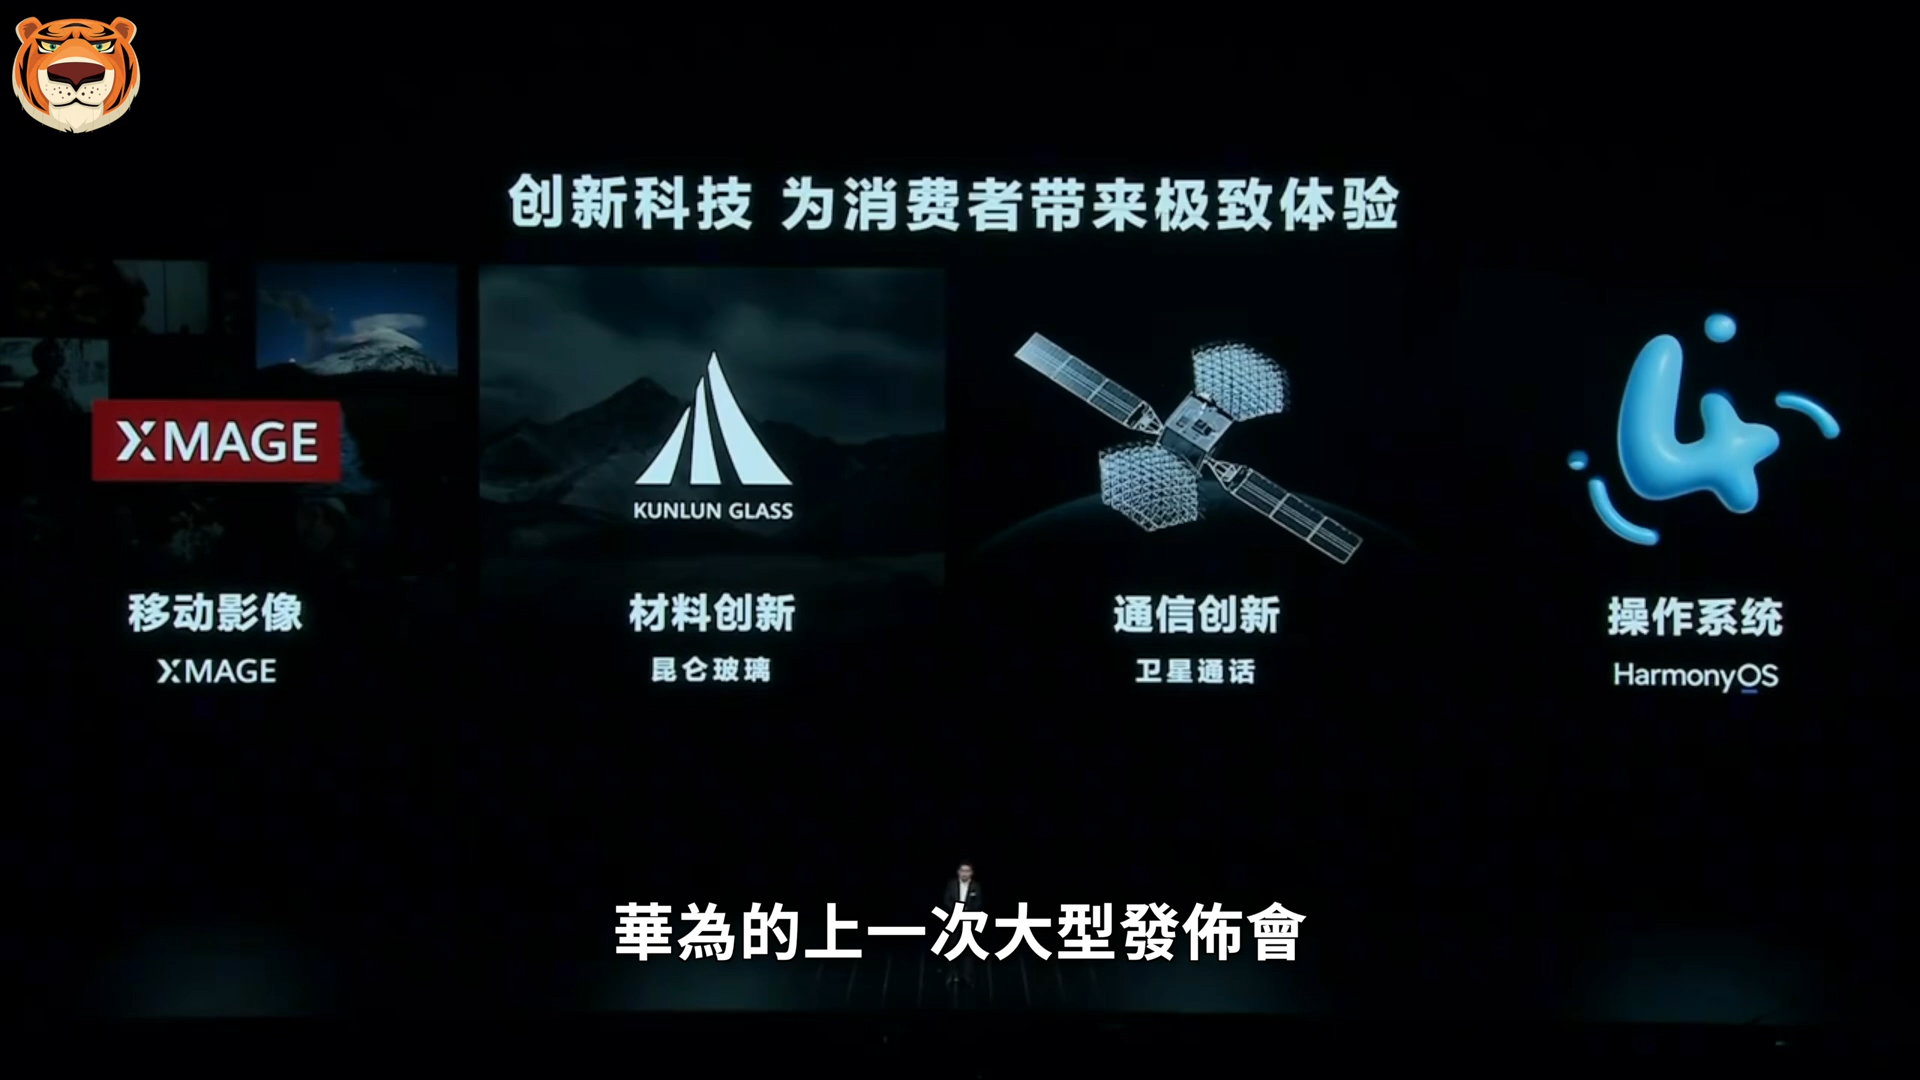 创新科技 为消费者带来极致体验
XMAGE
KUNLUN GLASS
移动影像
XMAGE
材料创新
昆仑玻璃
通信创新
卫星通话
操作系统
HarmonyOS
華為的上一次大型發佈會